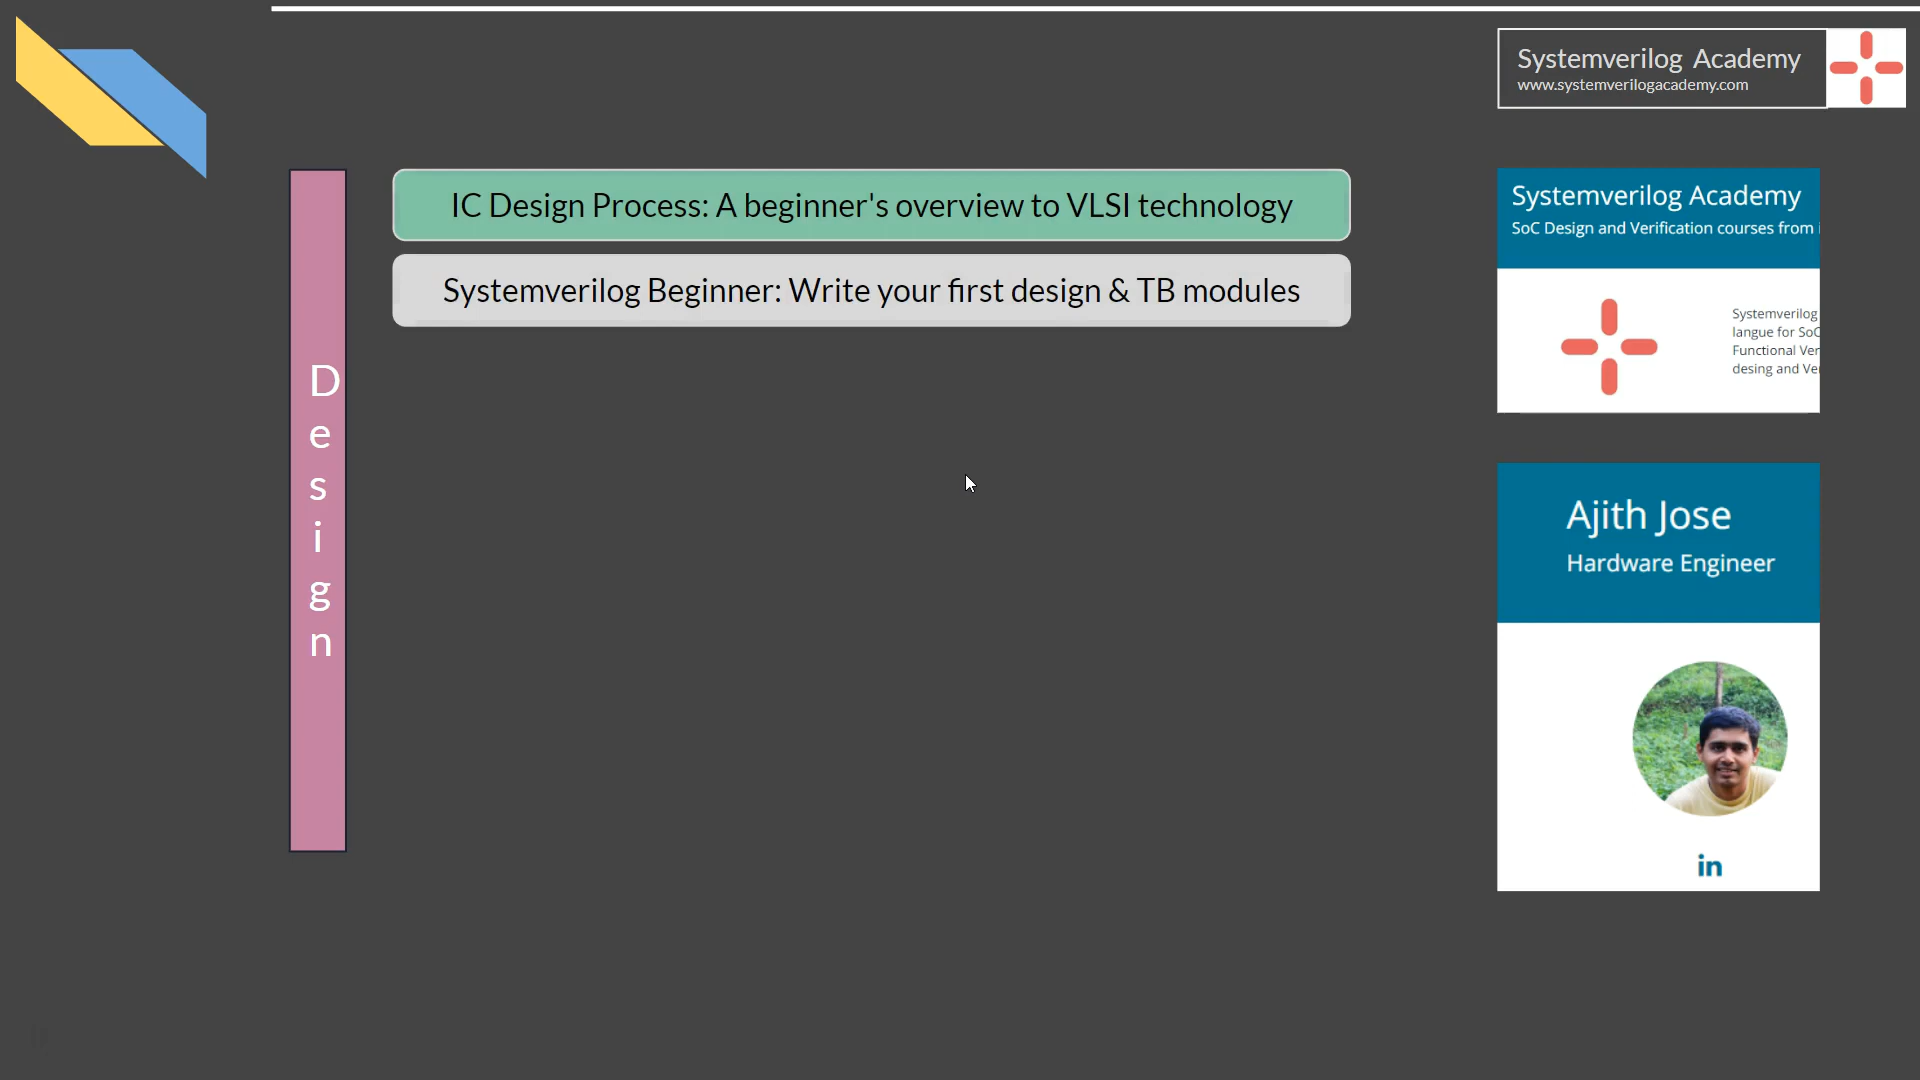 Systemverilog Academy
www.systemverilogacademy.com
IC Design Process: A beginner's overview to VLSI technology
Systemverilog Beginner: Write your first design & TB modules
D
e
s
i
g
n
Systemverilog Academy
SoC Design and Verification courses from
Systemverilog
langue for SoC
Functional Ver
desing and Ve
Ajith Jose
Hardware Engineer
in